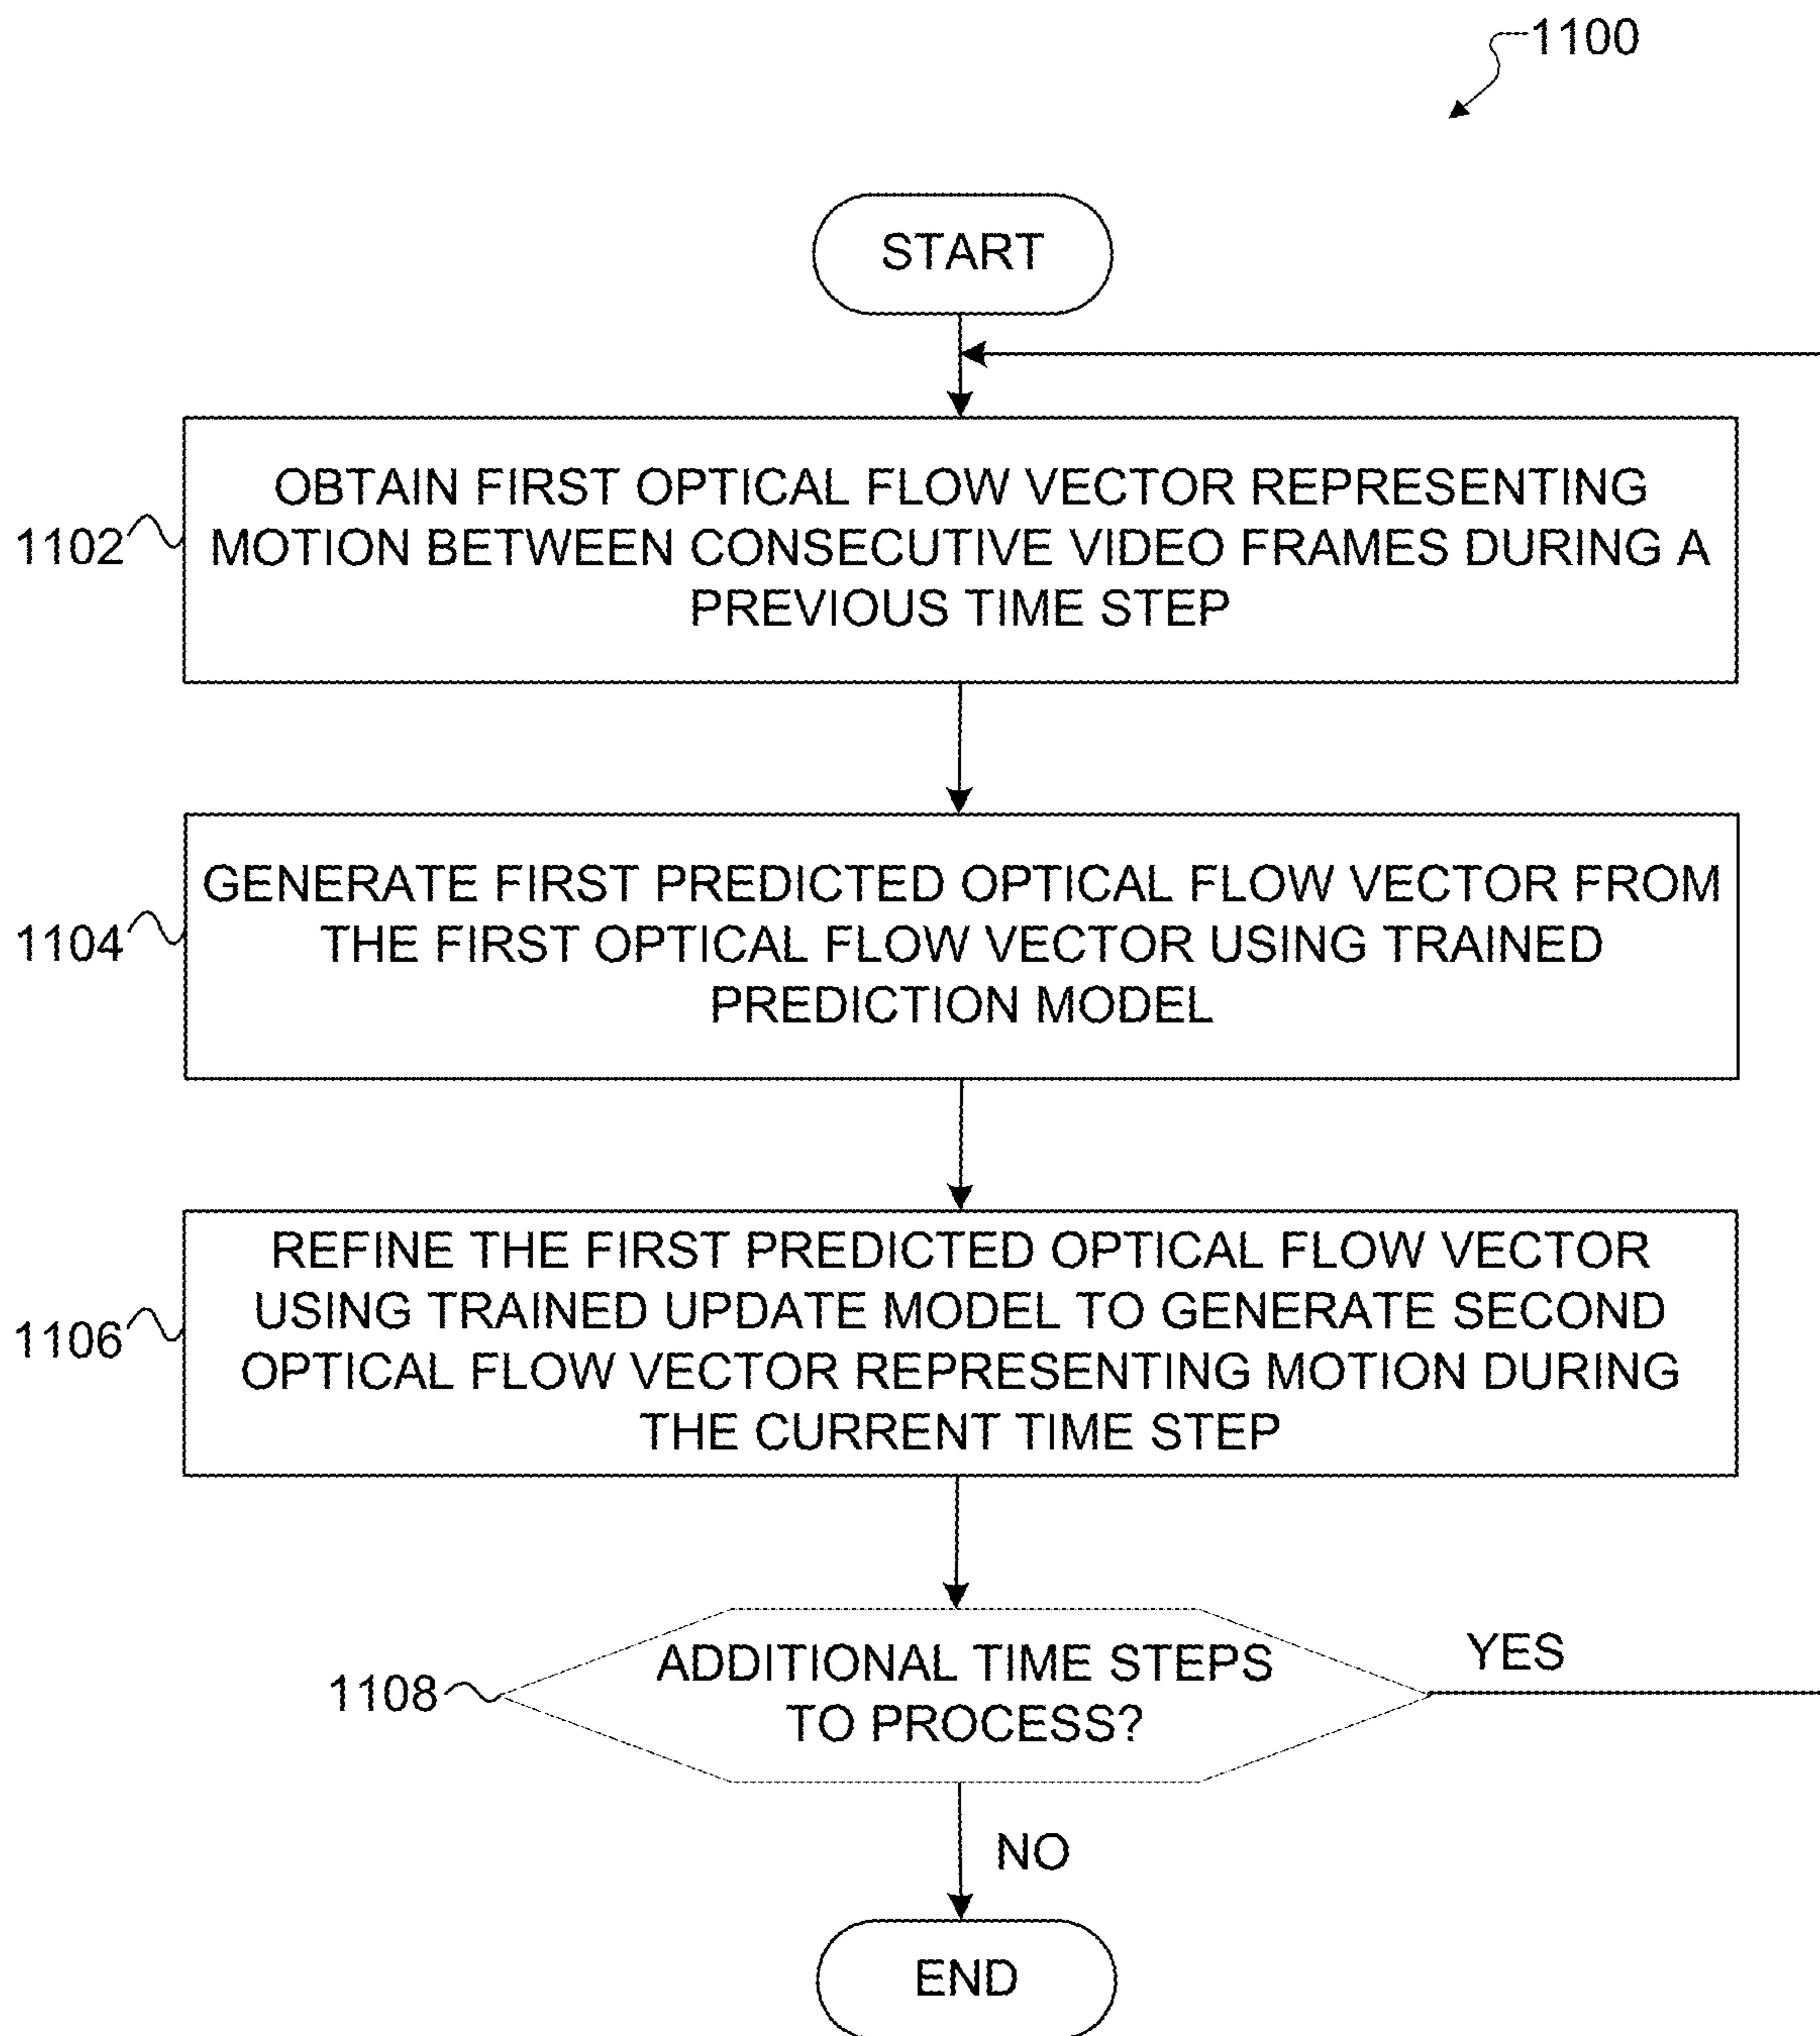 1100
START
1102
OBTAIN FIRST OPTICAL FLOW VECTOR REPRESENTING
MOTION BETWEEN CONSECUTIVE VIDEO FRAMES DURING A
PREVIOUS TIME STEP
1104
GENERATE FIRST PREDICTED OPTICAL FLOW VECTOR FROM
THE FIRST OPTICAL FLOW VECTOR USING TRAINED
PREDICTION MODEL
1106
REFINE THE FIRST PREDICTED OPTICAL FLOW VECTOR
USING TRAINED UPDATE MODEL TO GENERATE SECOND
OPTICAL FLOW VECTOR REPRESENTING MOTION DURING
THE CURRENT TIME STEP
1108
ADDITIONAL TIME STEPS
TO PROCESS?
YES
NO
END